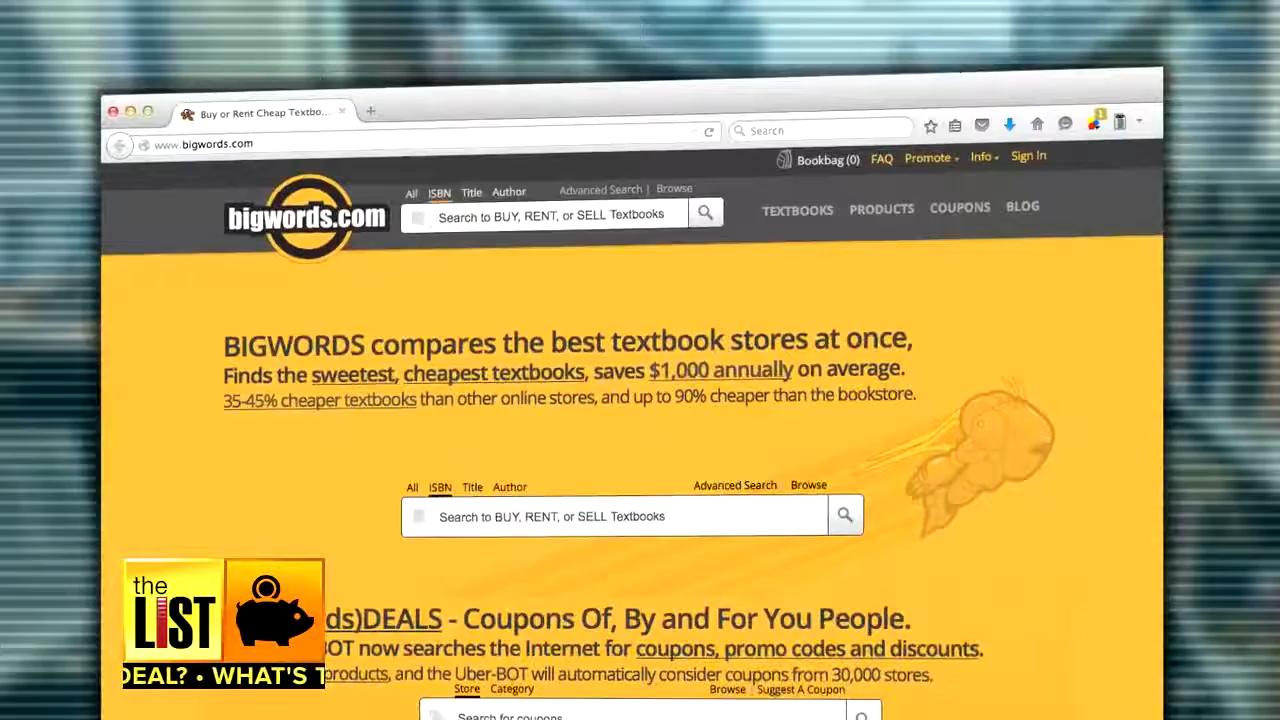 Buy or Rent Cheap Textbo...
www.bigwords.com
Search
1
Bookbag (0) FAQ Promote Info Sign In
All ISBN Title Author Advanced Search | Browse
bigwords.com
Search to BUY, RENT, or SELL Textbooks
TEXTBOOKS PRODUCTS COUPONS BLOG
BIGWORDS compares the best textbook stores at once,
Finds the sweetest, cheapest textbooks, saves $1,000 annually on average.
35-45% cheaper textbooks than other online stores, and up to 90% cheaper than the bookstore.
All ISBN Title Author Advanced Search Browse
Search to BUY, RENT, or SELL Textbooks
ds)DEALS - Coupons Of, By and For You People.
OT now searches the Internet for coupons, promo codes and discounts.
products, and the Uber-BOT will automatically consider coupons from 30,000 stores.
Store Category Browse | Suggest A Coupon
Search for coupons
the
LIST
DEAL? • WHAT'S T